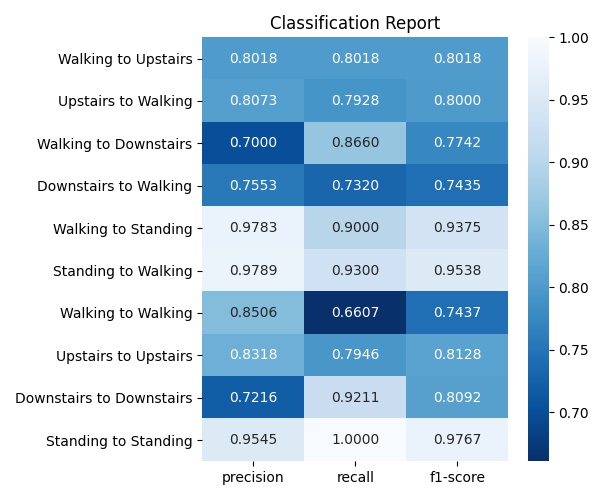 Classification Report
Walking to Upstairs 0.8018 0.8018 0.8018
Upstairs to Walking 0.8073 0.7928 0.8000
Walking to Downstairs 0.7000 0.8660 0.7742
Downstairs to Walking 0.7553 0.7320 0.7435
Walking to Standing 0.9783 0.9000 0.9375
Standing to Walking 0.9789 0.9300 0.9538
Walking to Walking 0.8506 0.6607 0.7437
Upstairs to Upstairs 0.8318 0.7946 0.8128
Downstairs to Downstairs 0.7216 0.9211 0.8092
Standing to Standing 0.9545 1.0000 0.9767
precision recall f1-score
1.00
0.95
0.90
0.85
0.80
0.75
0.70